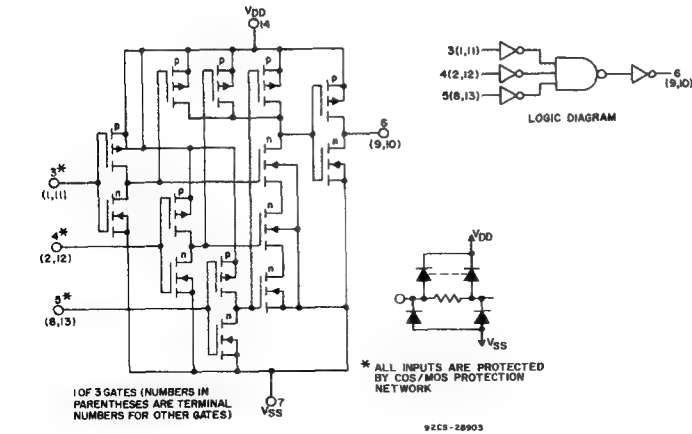 VDD
14
p
p
p
p
3(1,11)
4(2,12)
5(8,13)
6
(9,10)
LOGIC DIAGRAM
p
n
6
(9,10)
n
3*
(1,11)
n
p
4*
(2,12)
n
n
p
n
5*
(8,13)
n
VDD
VSS
* ALL INPUTS ARE PROTECTED
BY COS/MOS PROTECTION
NETWORK
1 OF 3 GATES (NUMBERS IN
PARENTHESES ARE TERMINAL
NUMBERS FOR OTHER GATES)
7
VSS
92CS-28903